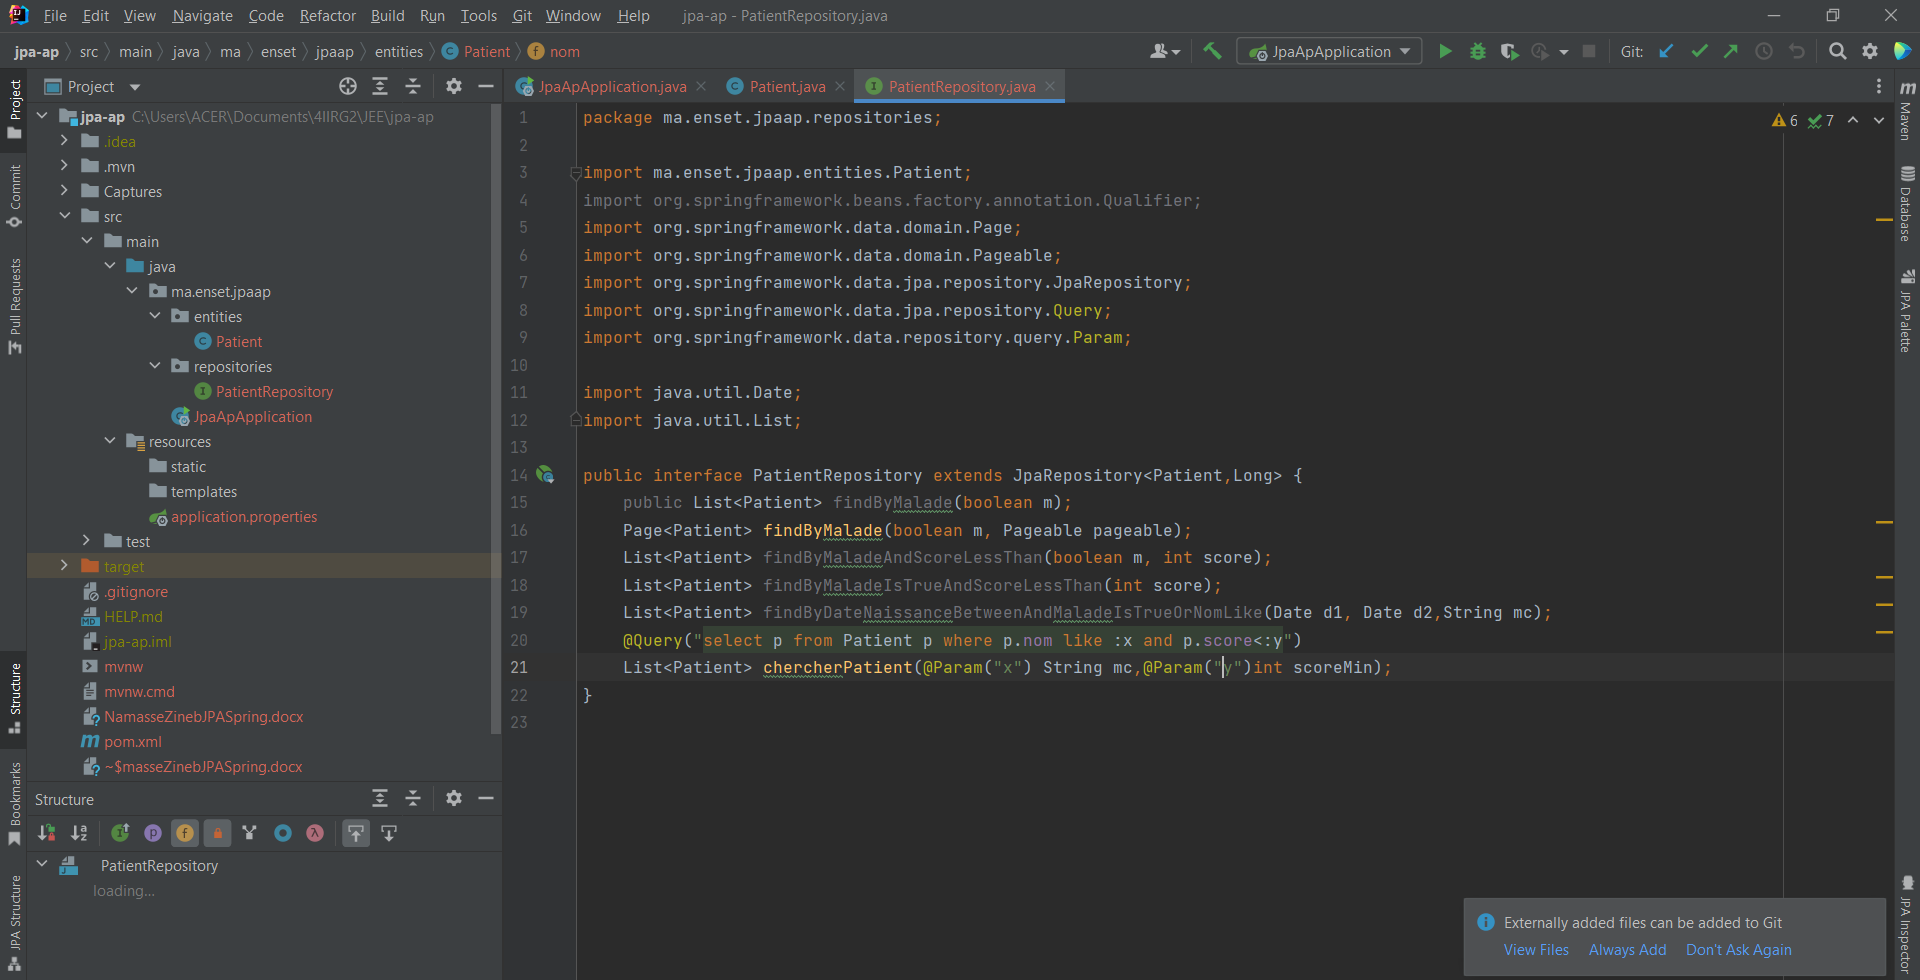 File Edit View Navigate Code Refactor Build Run Tools Git Window Help jpa-ap - PatientRepository.java
jpa-ap src main java ma enset jpaap entities Patient nom JpaApApplication Git:
Project
JpaApApplication.java Patient.java PatientRepository.java
jpa-ap C:\Users\ACER\Documents\4IIRG2\JEE\jpa-ap
.idea
.mvn
Captures
src
main
java
ma.enset.jpaap
entities
Patient
repositories
PatientRepository
JpaApApplication
resources
static
templates
application.properties
test
target
.gitignore
HELP.md
jpa-ap.iml
mvnw
mvnw.cmd
NamasseZinebJPASpring.docx
pom.xml
~$masseZinebJPASpring.docx
Structure
PatientRepository
loading...
Project
Commit
Pull Requests
Structure
Bookmarks
JPA Structure
6 7
1 package ma.enset.jpaap.repositories;
2
3 import ma.enset.jpaap.entities.Patient;
4 import org.springframework.beans.factory.annotation.Qualifier;
5 import org.springframework.data.domain.Page;
6 import org.springframework.data.domain.Pageable;
7 import org.springframework.data.jpa.repository.JpaRepository;
8 import org.springframework.data.jpa.repository.Query;
9 import org.springframework.data.repository.query.Param;
10
11 import java.util.Date;
12 import java.util.List;
13
14 public interface PatientRepository extends JpaRepository<Patient,Long> {
15 public List<Patient> findByMalade(boolean m);
16 Page<Patient> findByMalade(boolean m, Pageable pageable);
17 List<Patient> findByMaladeAndScoreLessThan(boolean m, int score);
18 List<Patient> findByMaladeIsTrueAndScoreLessThan(int score);
19 List<Patient> findByDateNaissanceBetweenAndMaladeIsTrueOrNomLike(Date d1, Date d2,String mc);
20 @Query("select p from Patient p where p.nom like :x and p.score<:y")
21 List<Patient> chercherPatient(@Param("x") String mc,@Param("y")int scoreMin);
22 }
23
Maven
Database
JPA Palette
JPA Inspector
Externally added files can be added to Git
View Files Always Add Don't Ask Again